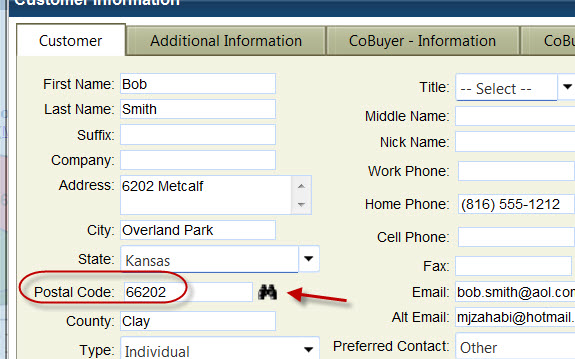 Customer Information
Customer
Additional Information
CoBuyer - Information
First Name: Bob
Last Name: Smith
Suffix:
Company:
Address: 6202 Metcalf
City: Overland Park
State: Kansas
Postal Code: 66202
County: Clay
Type: Individual
Title: -- Select --
Middle Name:
Nick Name:
Work Phone:
Home Phone: (816) 555-1212
Cell Phone:
Fax:
Email: bob.smith@aol.com
Alt Email: mjzahabi@hotmail.
Preferred Contact: Other